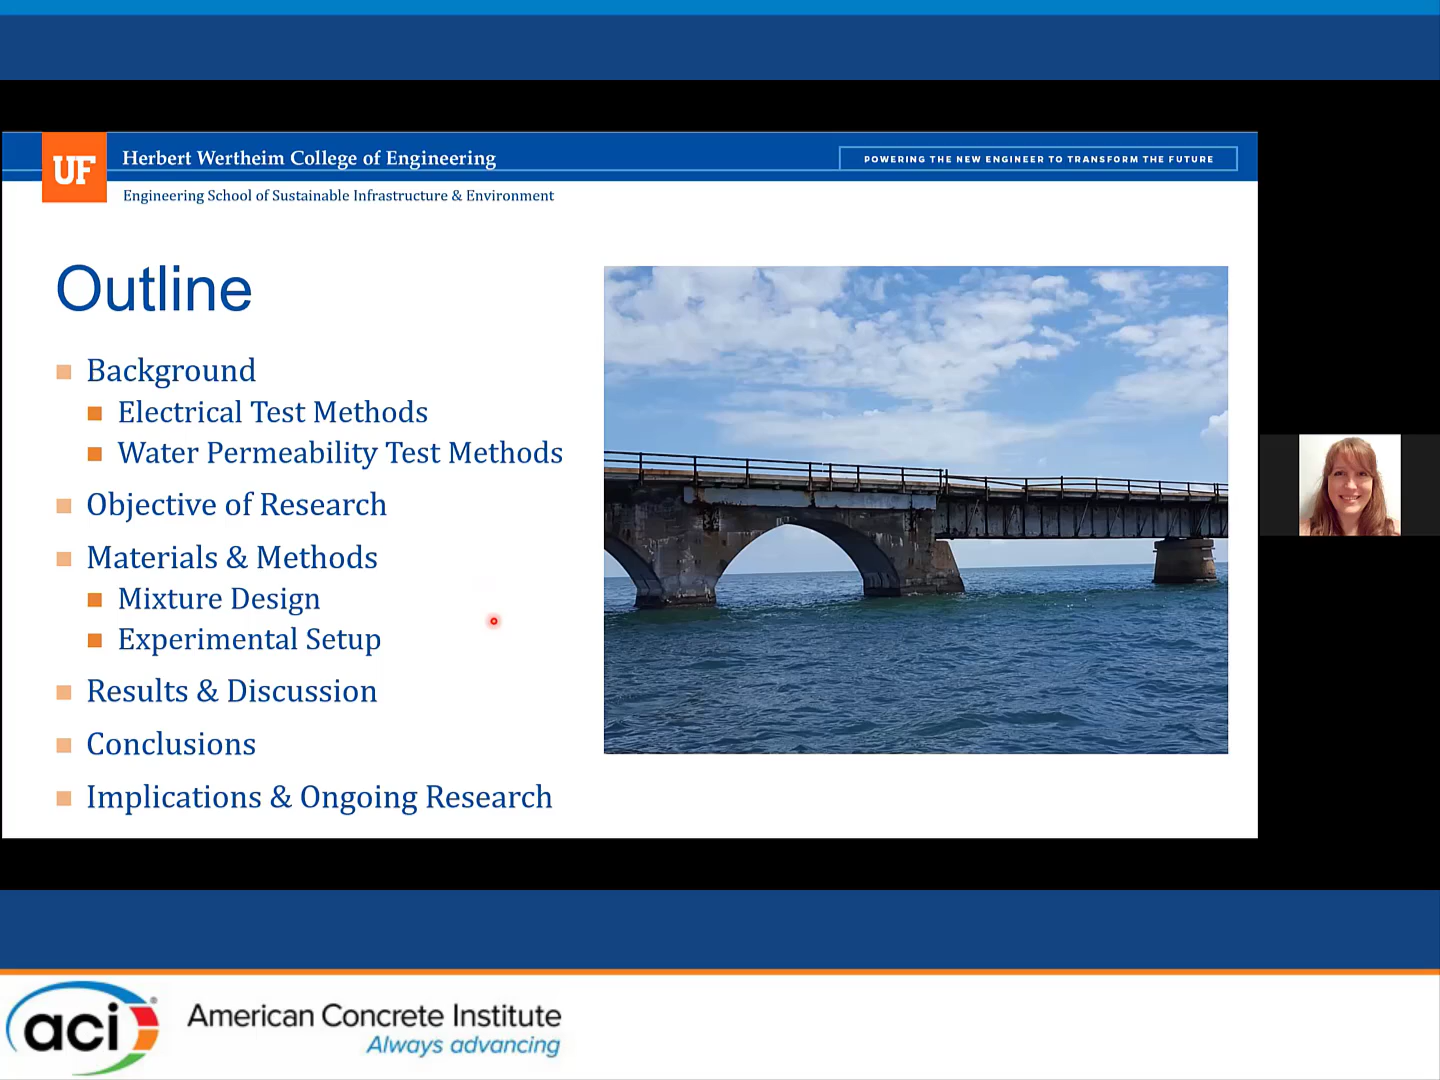 UF
Herbert Wertheim College of Engineering
POWERING THE NEW ENGINEER TO TRANSFORM THE FUTURE
Engineering School of Sustainable Infrastructure & Environment
Outline
Background
Electrical Test Methods
Water Permeability Test Methods
Objective of Research
Materials & Methods
Mixture Design
Experimental Setup
Results & Discussion
Conclusions
Implications & Ongoing Research
aci®
American Concrete Institute
Always advancing